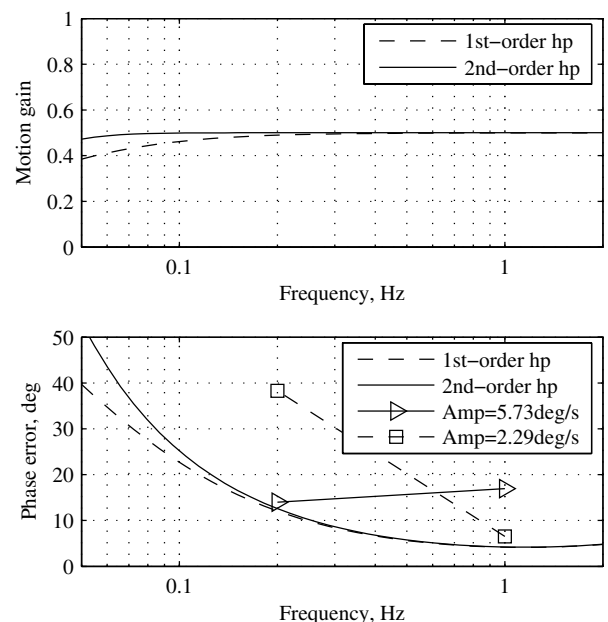 1
0.8
0.6
0.4
0.2
0
Motion gain
1st−order hp
2nd−order hp
0.1
1
Frequency, Hz
50
40
30
20
10
0
Phase error, deg
1st−order hp
2nd−order hp
Amp=5.73deg/s
Amp=2.29deg/s
0.1
1
Frequency, Hz